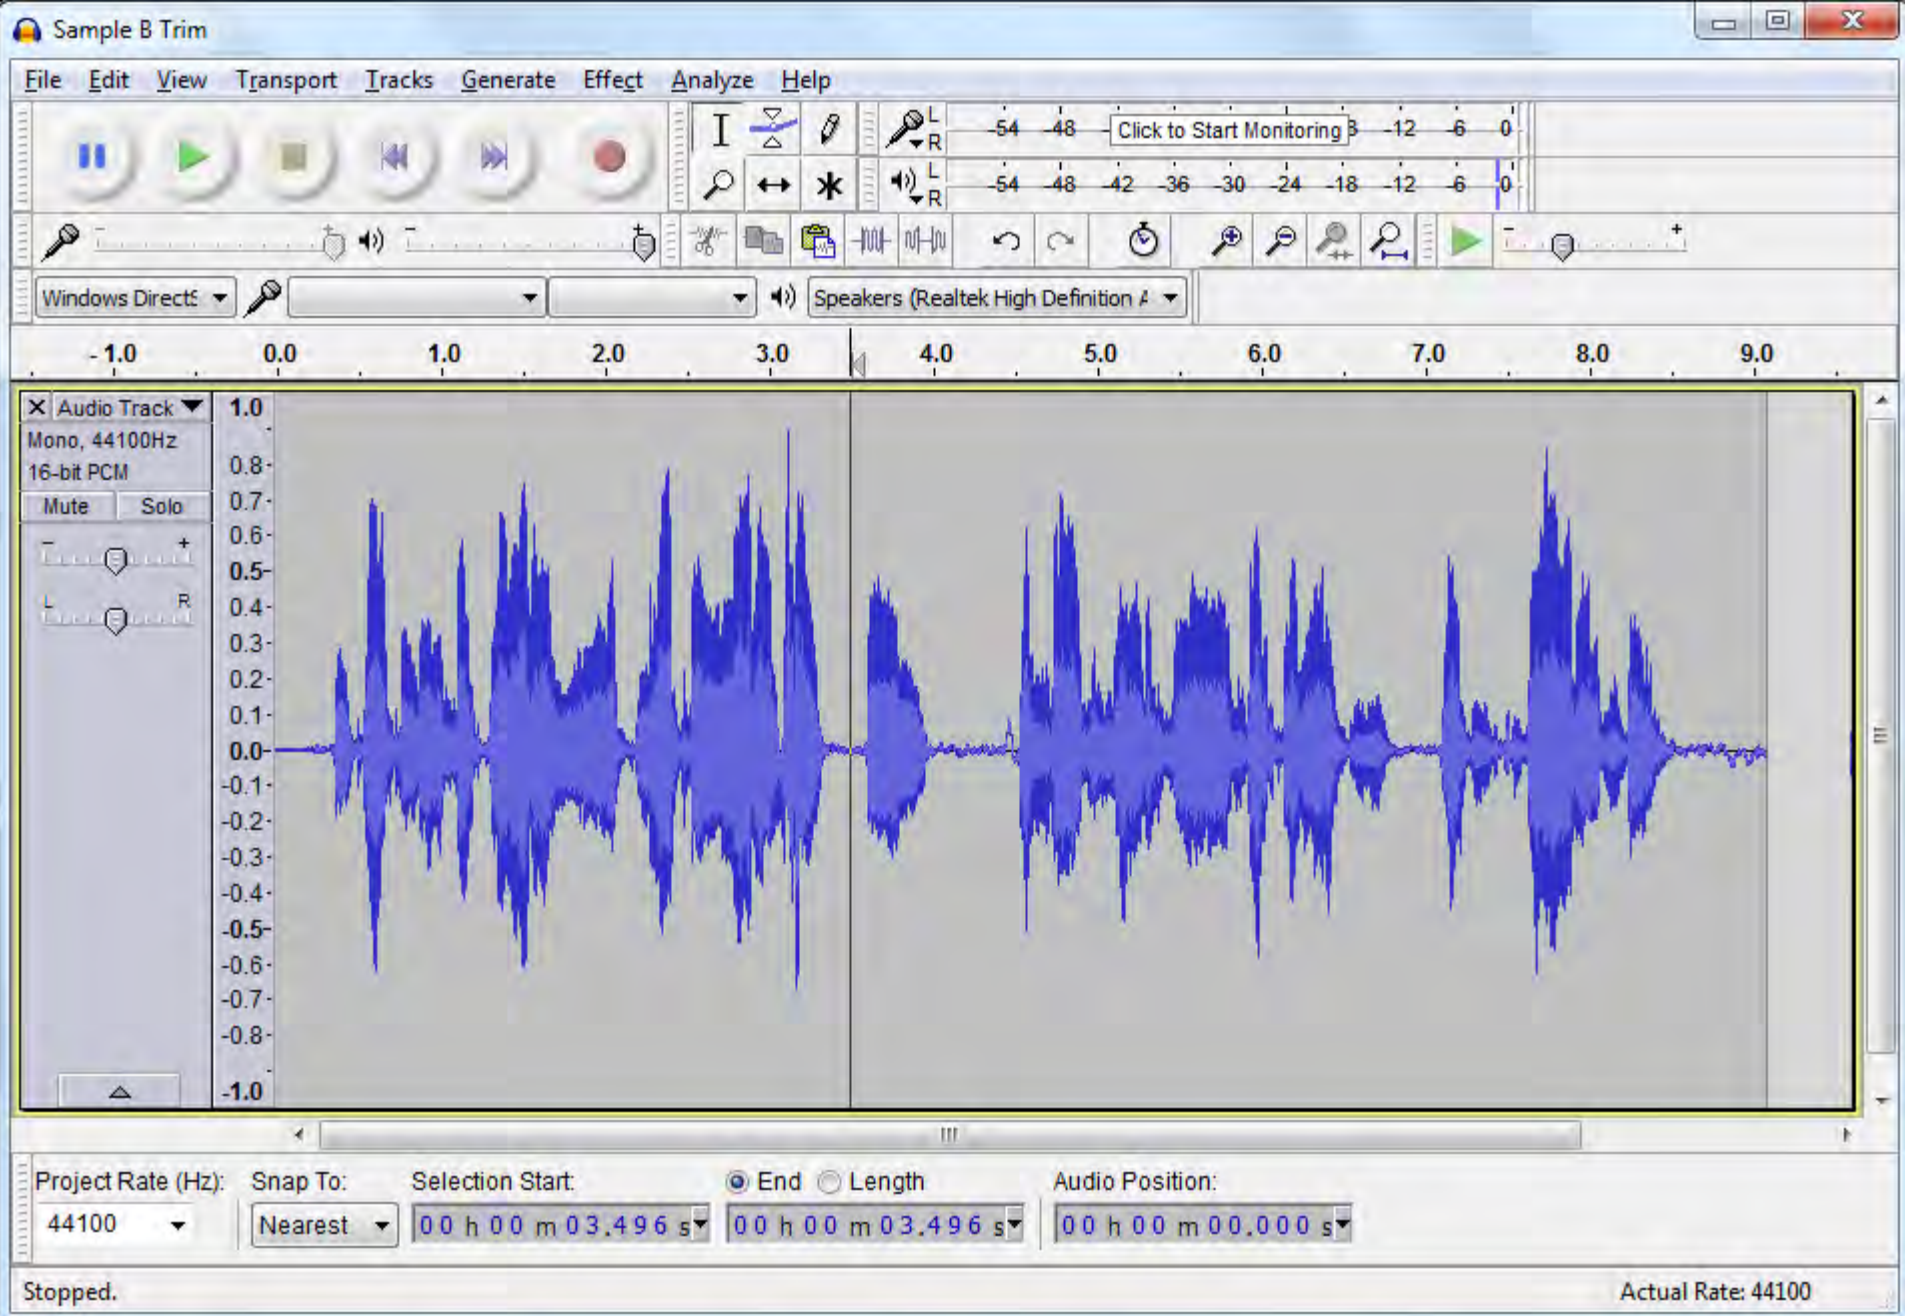 Sample B Trim
File Edit View Transport Tracks Generate Effect Analyze Help
L -54 -48 Click to Start Monitoring -12 -6 0
R
L -54 -48 -42 -36 -30 -24 -18 -12 -6 0
R
- +
Speakers (Realtek High Definition A
-1.0 0.0 1.0 2.0 3.0 4.0 5.0 6.0 7.0 8.0 9.0
Audio Track
Mono, 44100Hz
16-bit PCM
Mute Solo
- +
L R
1.0
0.8-
0.7-
0.6-
0.5-
0.4-
0.3-
0.2-
0.1-
0.0-
-0.1-
-0.2-
-0.3-
-0.4-
-0.5-
-0.6-
-0.7-
-0.8-
-1.0
Project Rate (Hz): Snap To: Selection Start: End Length Audio Position:
44100 Nearest 00 h 00 m 03.496 s 00 h 00 m 03.496 s 00 h 00 m 00.000 s
Stopped. Actual Rate: 44100